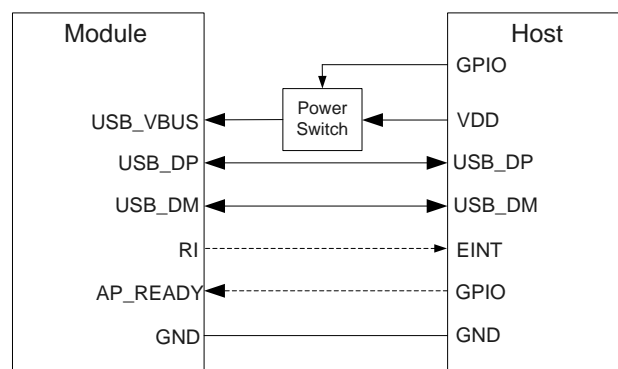 Module
Host
GPIO
Power
Switch
USB_VBUS
VDD
USB_DP
USB_DP
USB_DM
USB_DM
RI
EINT
AP_READY
GPIO
GND
GND